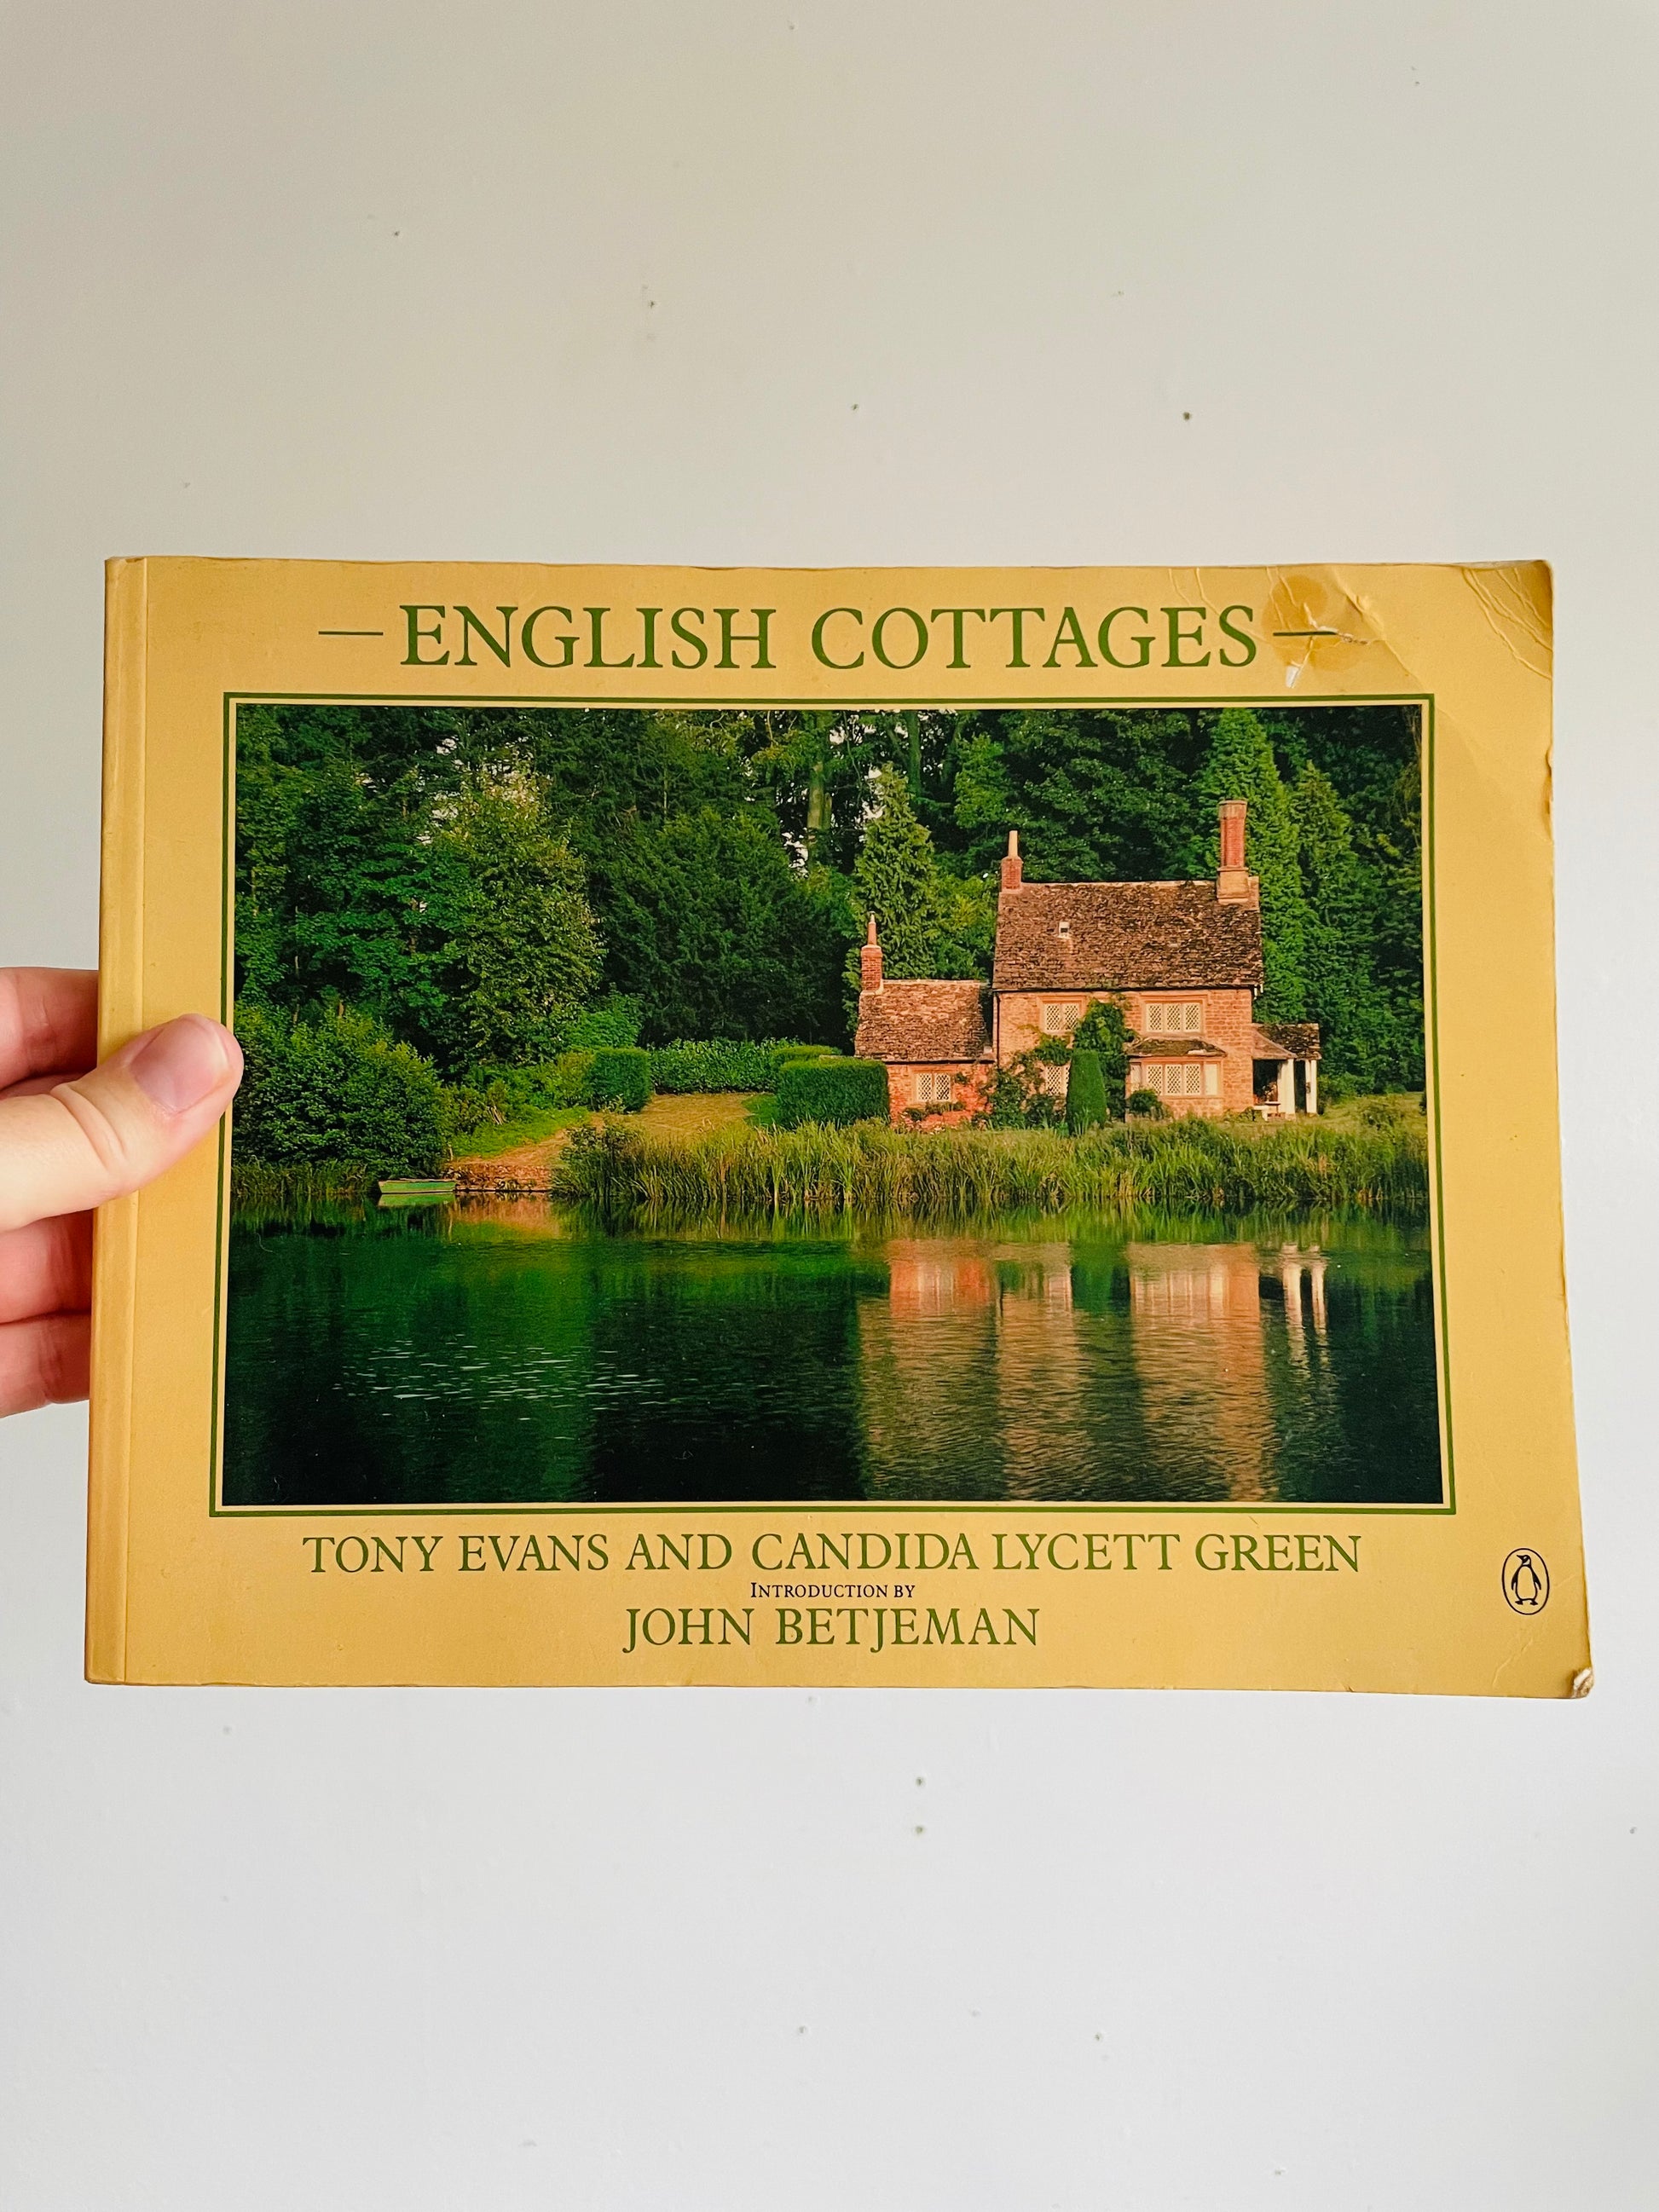 — ENGLISH COTTAGES —
TONY EVANS AND CANDIDA LYCETT GREEN
INTRODUCTION BY
JOHN BETJEMAN